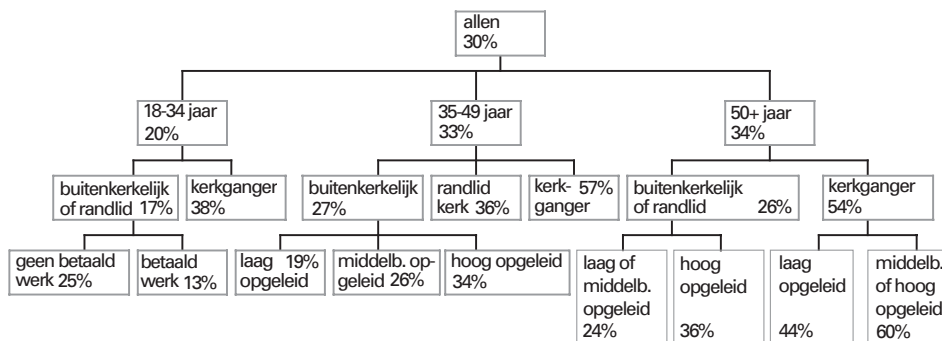 allen
30%
18-34 jaar
20%
35-49 jaar
33%
50+ jaar
34%
buitenkerkelijk
of randlid 17%
kerkganger
38%
buitenkerkelijk
27%
randlid
kerk 36%
kerk- 57%
ganger
buitenkerkelijk
of randlid 26%
kerkganger
54%
geen betaald
werk 25%
betaald
werk 13%
laag 19%
opgeleid
middelb. op-
geleid 26%
hoog opgeleid
34%
laag of
middelb.
opgeleid
24%
hoog
opgeleid
36%
laag
opgeleid
44%
middelb.
of hoog
opgeleid
60%